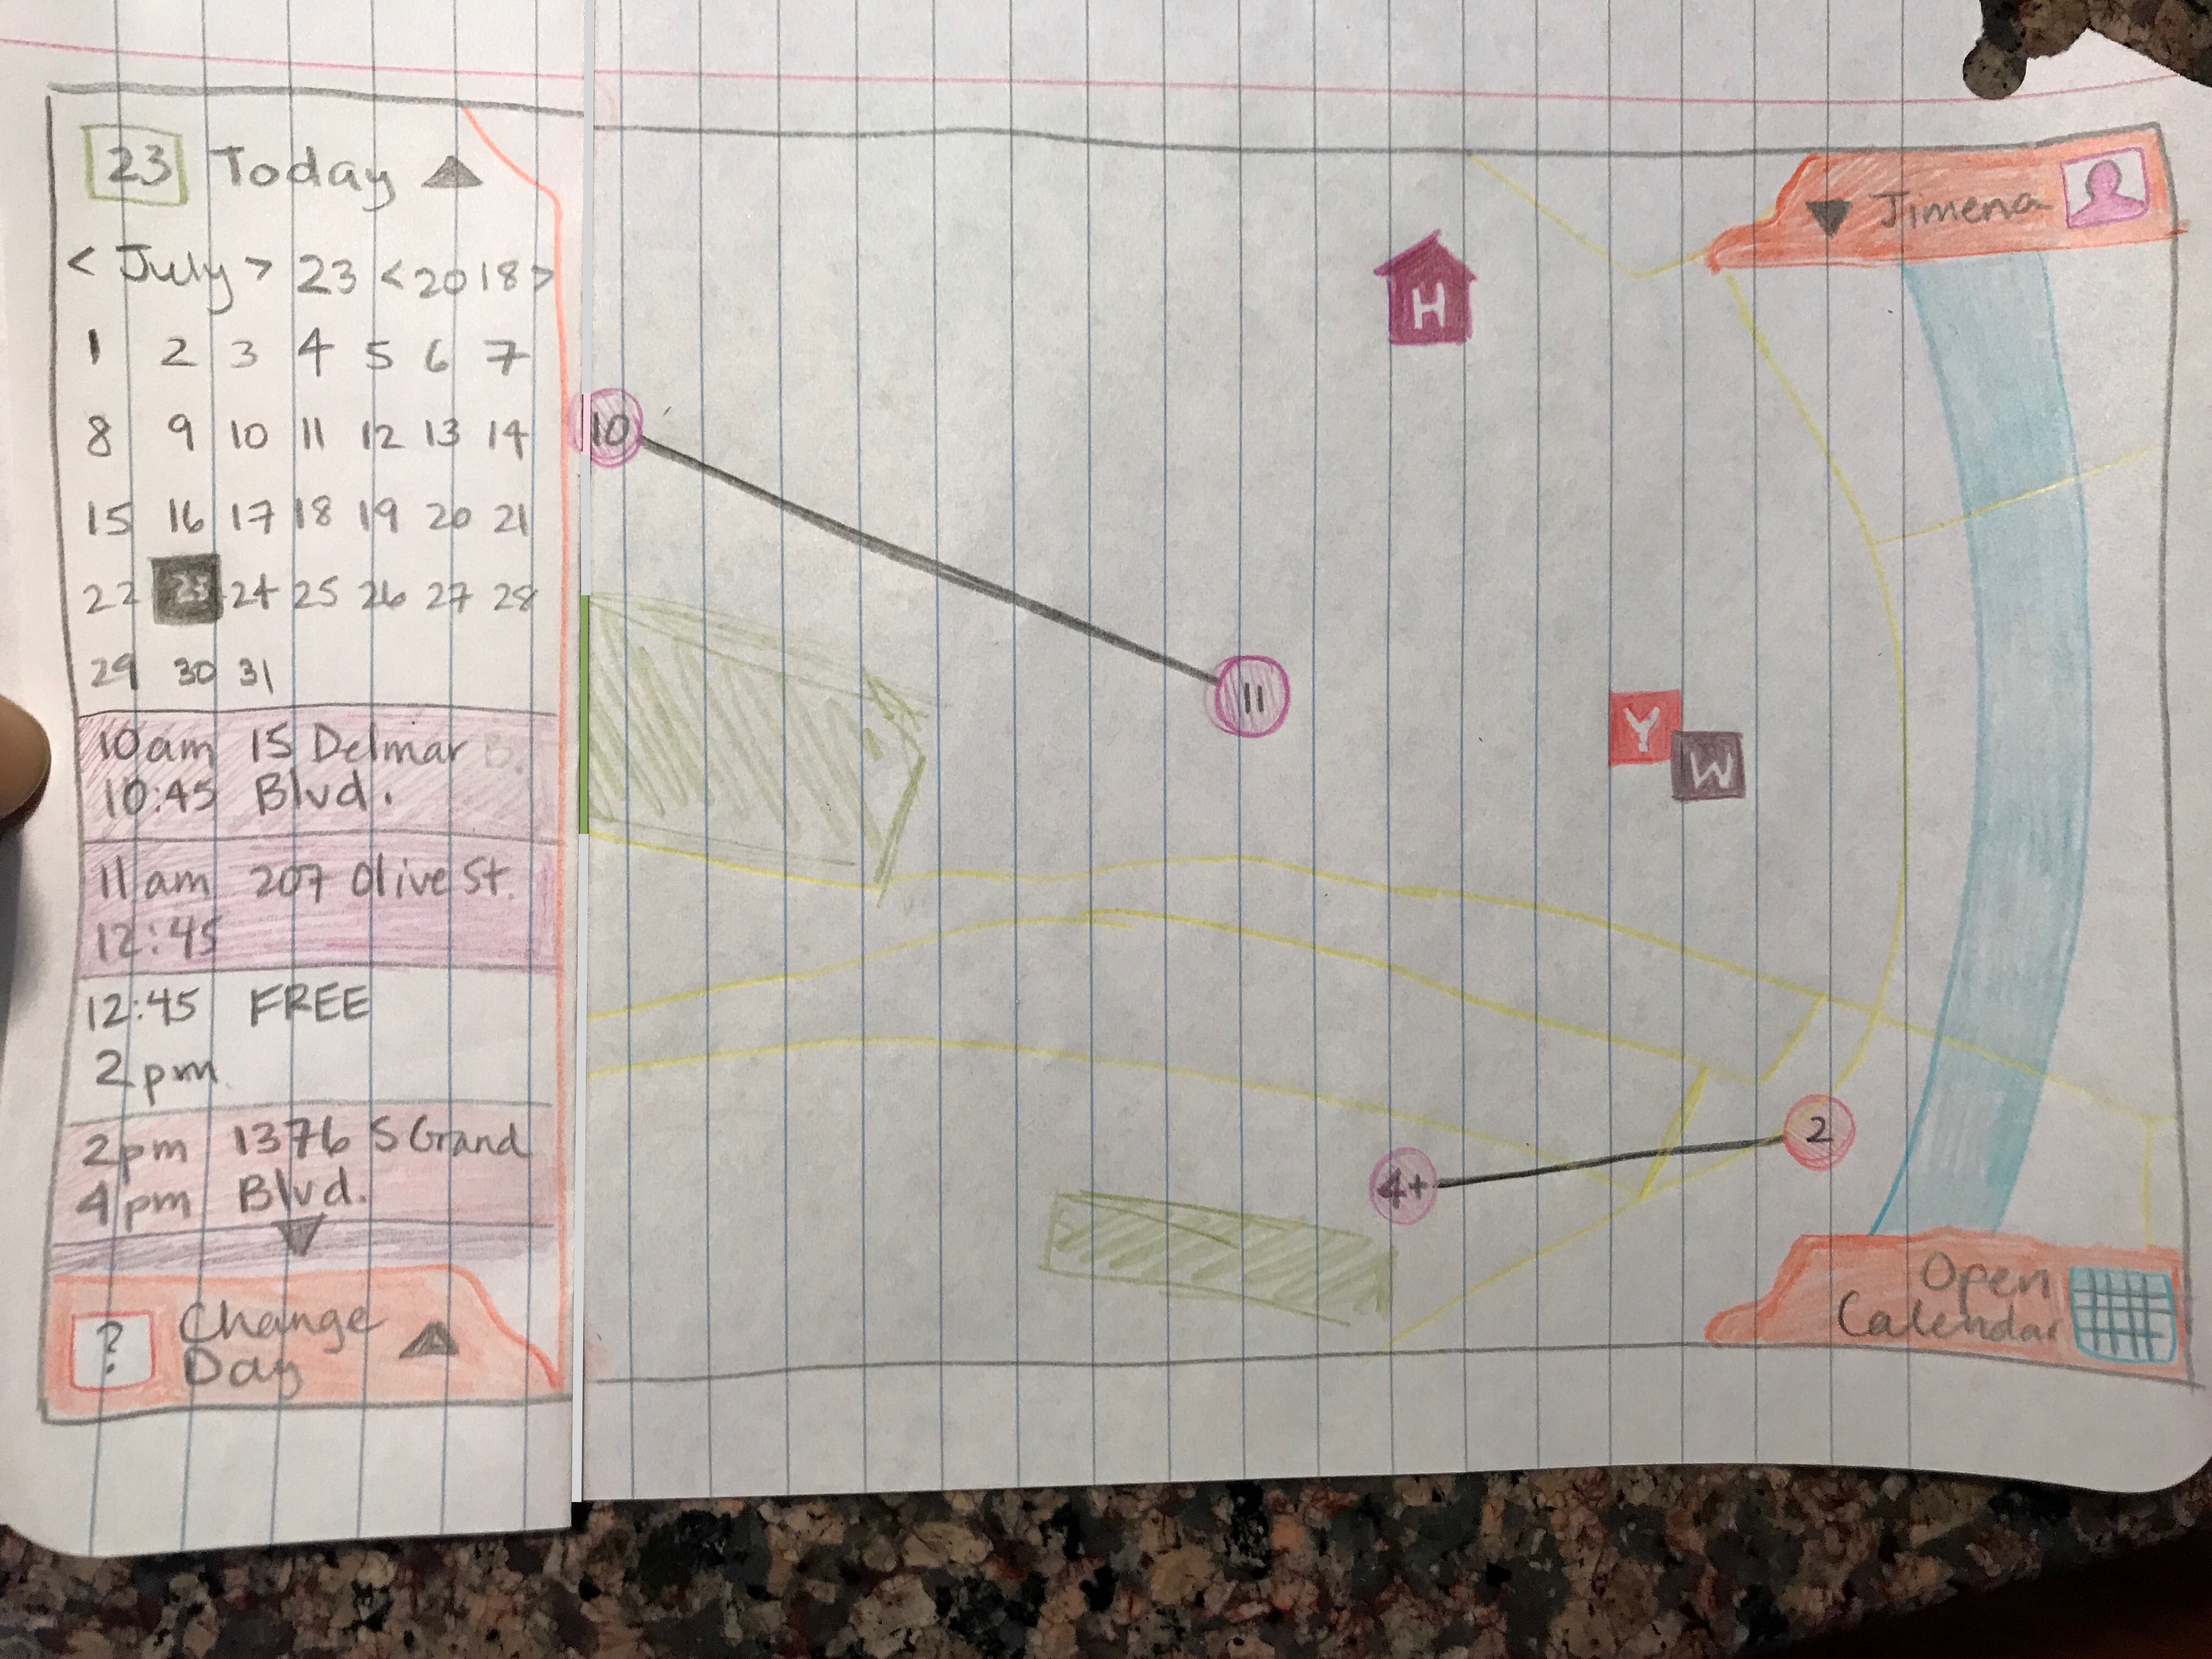 23 Today
< July > 23 < 2018 >
1 2 3 4 5 6 7
8 9 10 11 12 13 14
15 16 17 18 19 20 21
22 23 24 25 26 27 28
29 30 31
10am 15 Delmar B.
10:45 Blvd.
11am 207 Olive St.
12:45
12:45 FREE
2pm
2pm 1376 S Grand
4pm Blvd.
? Change
Day
Jimena
H
10
11
Y
W
2
4+
Open
Calendar